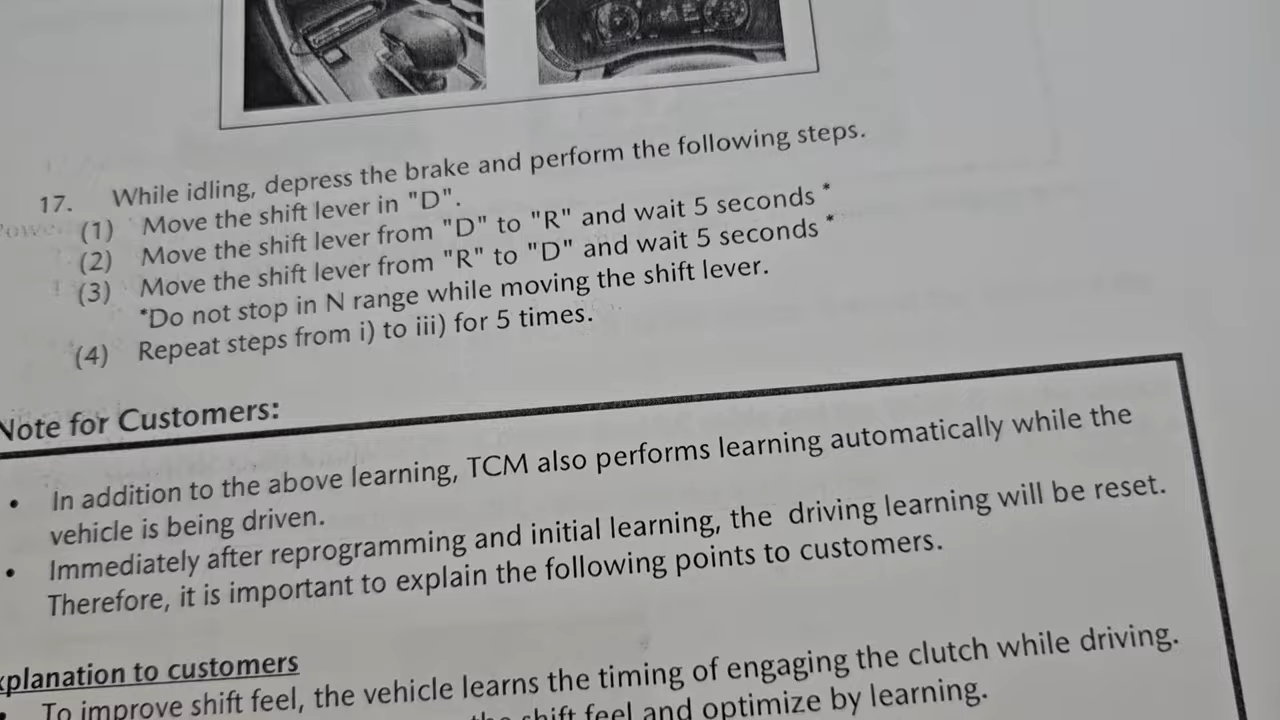 17. While idling, depress the brake and perform the following steps.
(1) Move the shift lever in "D".
(2) Move the shift lever from "D" to "R" and wait 5 seconds *
(3) Move the shift lever from "R" to "D" and wait 5 seconds *
*Do not stop in N range while moving the shift lever.
(4) Repeat steps from i) to iii) for 5 times.
Note for Customers:
• In addition to the above learning, TCM also performs learning automatically while the
vehicle is being driven.
• Immediately after reprogramming and initial learning, the driving learning will be reset.
Therefore, it is important to explain the following points to customers.
xplanation to customers
• To improve shift feel, the vehicle learns the timing of engaging the clutch while driving.
the shift feel and optimize by learning.